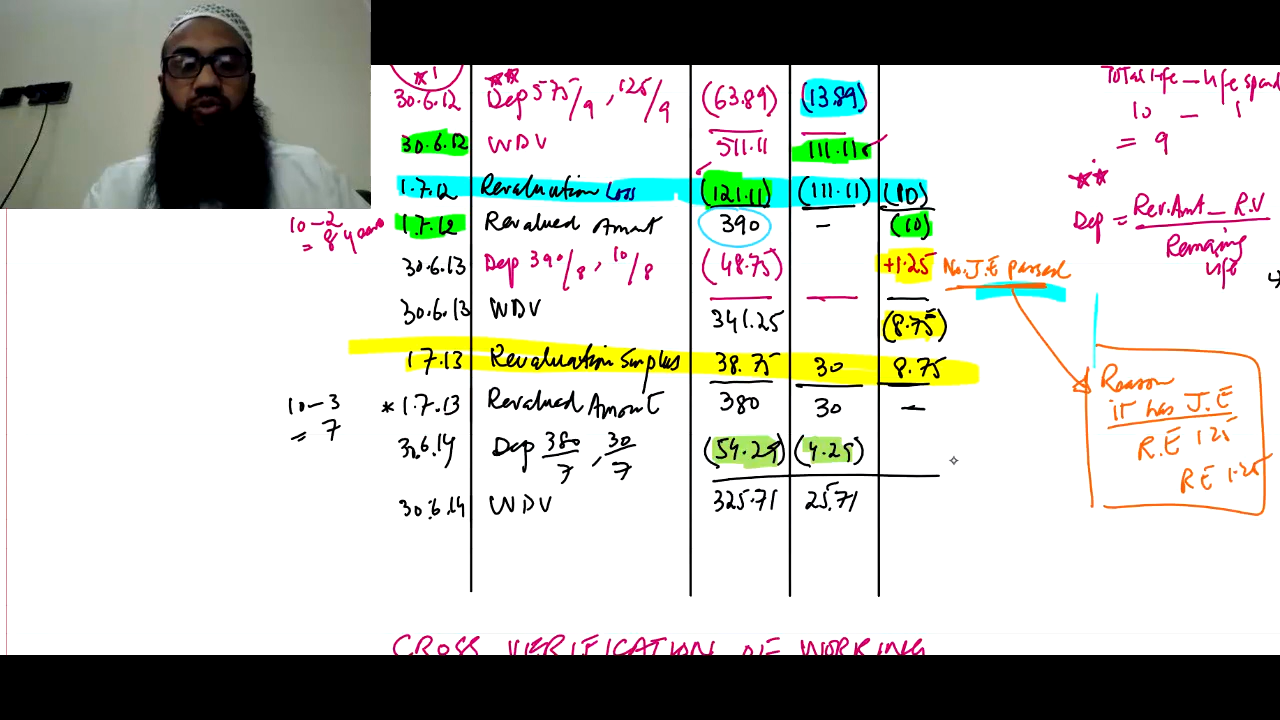 *1
30.6.12 Dep 575/9, 125/9 (63.89) (13.89)
**
30.6.12 WDV 511.11 111.11
1.7.12 Revaluation Loss (121.11) (111.11) (10)
10-2 = 8 years
1.7.12 Revalued Amount 390 - (10)
30.6.13 Dep 390/8, 10/8 (48.75) +1.25
30.6.13 WDV 341.25 (8.75)
1.7.13 Revaluation Surplus 38.75 30 8.75
10-3 = 7
*1.7.13 Revalued Amount 380 30 -
30.6.14 Dep 380/7, 30/7 (54.29) (4.29)
30.6.14 WDV 325.71 25.71
CROSS VERIFICATION OF WORKING
Total life - life spend
10 - 1
= 9
**
Dep = Rev.Amt - R.V
Remaining life
No J.E passed
Reason
it has J.E
R.E 1.25
R.E 1.25